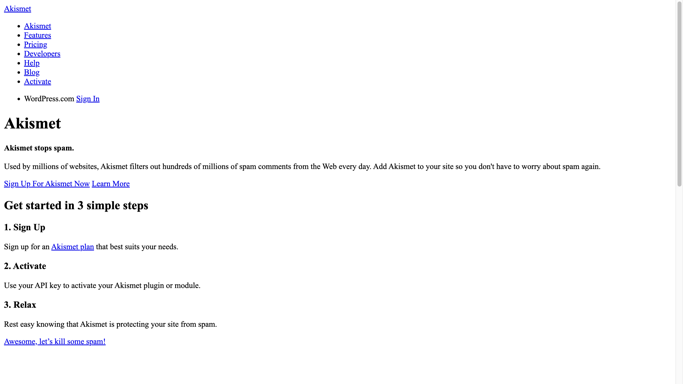 Akismet
Akismet
Features
Pricing
Developers
Help
Blog
Activate
WordPress.com Sign In
Akismet
Akismet stops spam.
Used by millions of websites, Akismet filters out hundreds of millions of spam comments from the Web every day. Add Akismet to your site so you don't have to worry about spam again.
Sign Up For Akismet Now Learn More
Get started in 3 simple steps
1. Sign Up
Sign up for an Akismet plan that best suits your needs.
2. Activate
Use your API key to activate your Akismet plugin or module.
3. Relax
Rest easy knowing that Akismet is protecting your site from spam.
Awesome, let’s kill some spam!